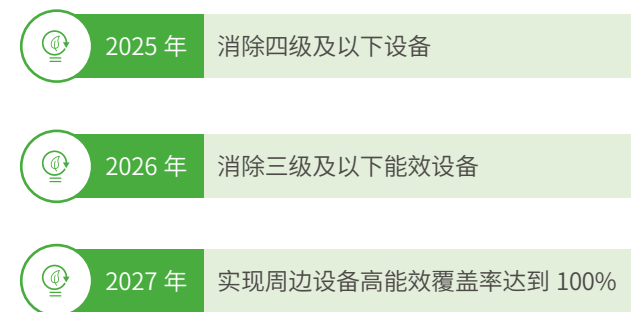 2025 年 消除四级及以下设备
2026 年 消除三级及以下能效设备
2027 年 实现周边设备高能效覆盖率达到 100%